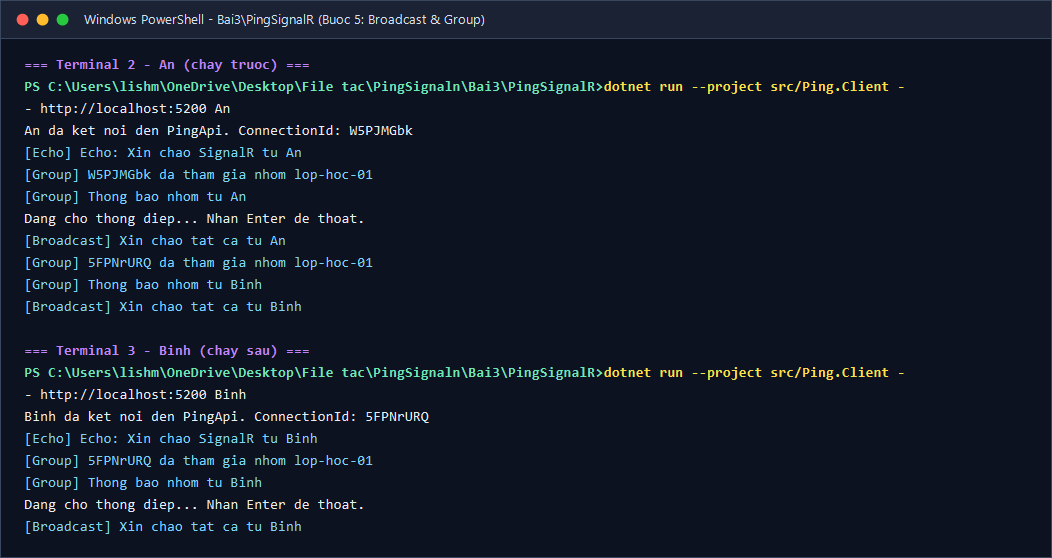 Windows PowerShell - Bai3\PingSignalR (Buoc 5: Broadcast & Group)
=== Terminal 2 - An (chay truoc) ===
PS C:\Users\lishm\OneDrive\Desktop\File tac\PingSignaln\Bai3\PingSignalR>dotnet run --project src/Ping.Client -
- http://localhost:5200 An
An da ket noi den PingApi. ConnectionId: W5PJMGbk
[Echo] Echo: Xin chao SignalR tu An
[Group] W5PJMGbk da tham gia nhom lop-hoc-01
[Group] Thong bao nhom tu An
Dang cho thong diep... Nhan Enter de thoat.
[Broadcast] Xin chao tat ca tu An
[Group] 5FPNrURQ da tham gia nhom lop-hoc-01
[Group] Thong bao nhom tu Binh
[Broadcast] Xin chao tat ca tu Binh
=== Terminal 3 - Binh (chay sau) ===
PS C:\Users\lishm\OneDrive\Desktop\File tac\PingSignaln\Bai3\PingSignalR>dotnet run --project src/Ping.Client -
- http://localhost:5200 Binh
Binh da ket noi den PingApi. ConnectionId: 5FPNrURQ
[Echo] Echo: Xin chao SignalR tu Binh
[Group] 5FPNrURQ da tham gia nhom lop-hoc-01
[Group] Thong bao nhom tu Binh
Dang cho thong diep... Nhan Enter de thoat.
[Broadcast] Xin chao tat ca tu Binh